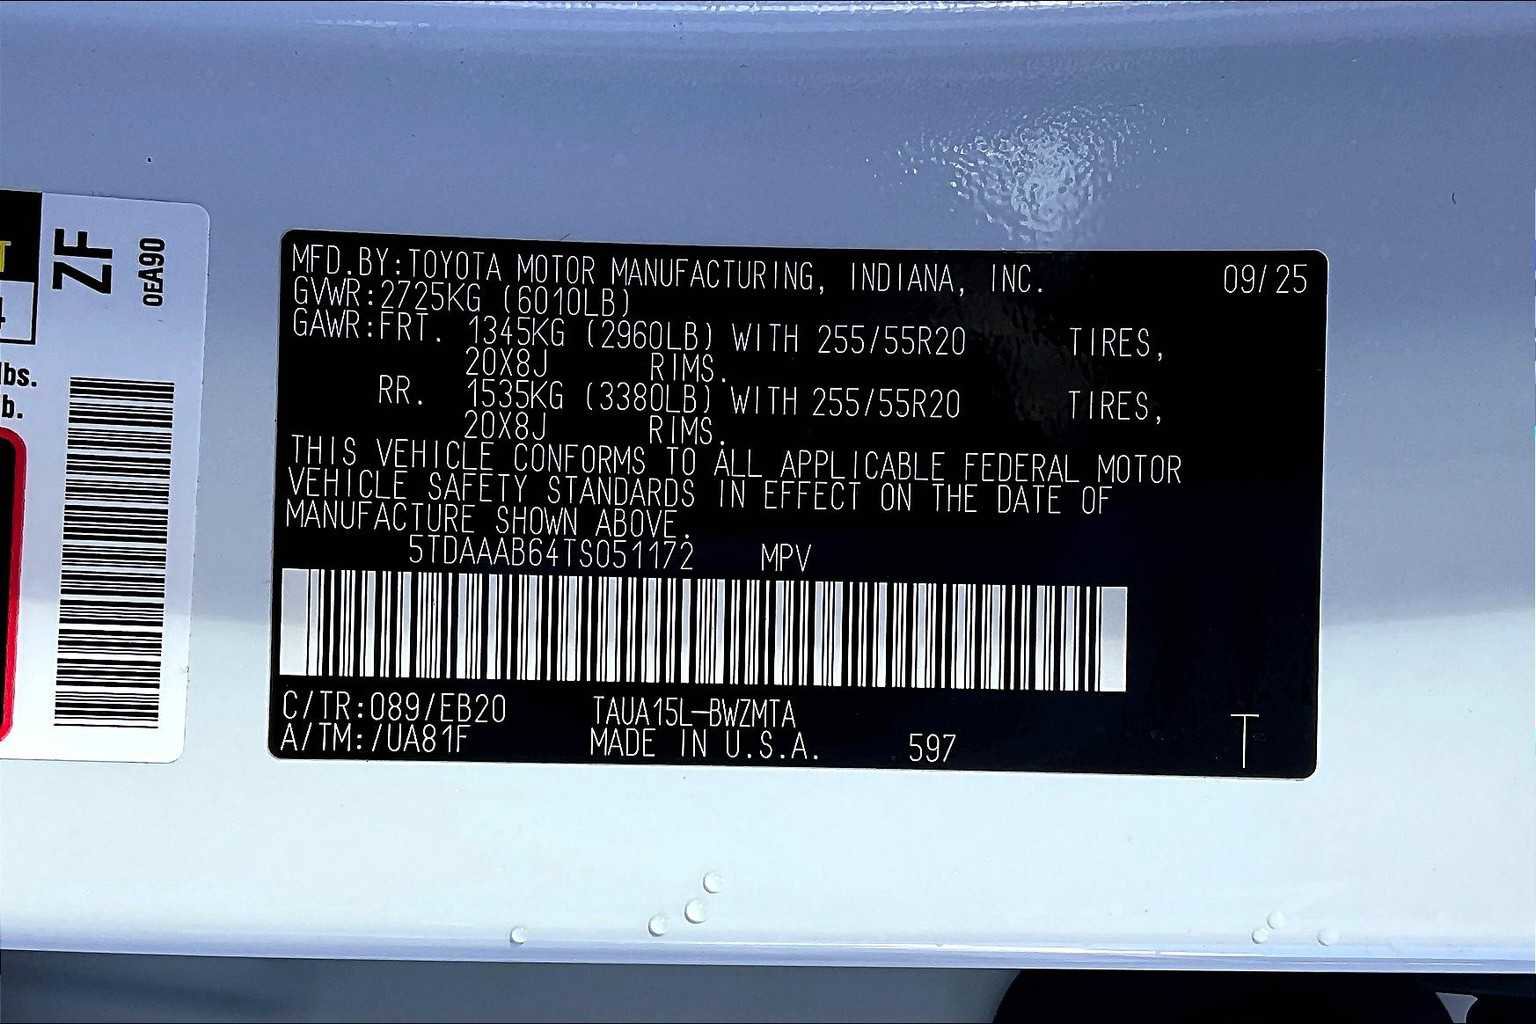 ZF
0EA90
lbs.
b.
MFD.BY:TOYOTA MOTOR MANUFACTURING, INDIANA, INC. 09/25
GVWR:2725KG (6010LB)
GAWR:FRT. 1345KG (2960LB) WITH 255/55R20 TIRES,
20X8J RIMS.
RR. 1535KG (3380LB) WITH 255/55R20 TIRES,
20X8J RIMS.
THIS VEHICLE CONFORMS TO ALL APPLICABLE FEDERAL MOTOR
VEHICLE SAFETY STANDARDS IN EFFECT ON THE DATE OF
MANUFACTURE SHOWN ABOVE.
5TDAAAB64TS051172 MPV
C/TR:089/EB20 TAUA15L-BWZMTA
A/TM:/UA81F MADE IN U.S.A. 597 T